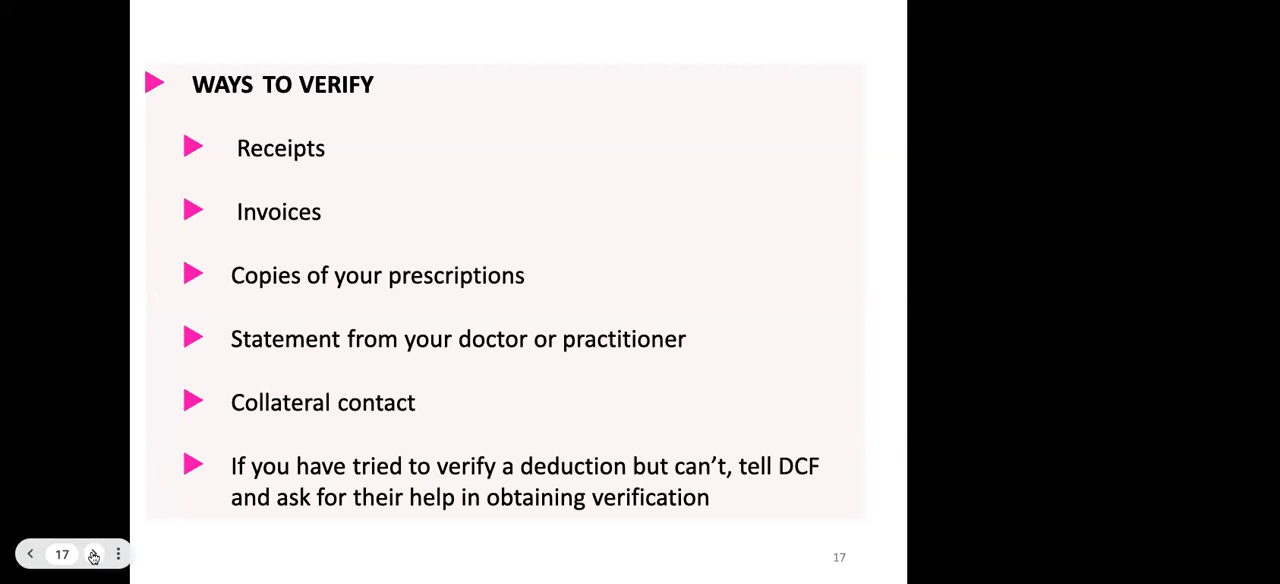 WAYS TO VERIFY
Receipts
Invoices
Copies of your prescriptions
Statement from your doctor or practitioner
Collateral contact
If you have tried to verify a deduction but can’t, tell DCF
and ask for their help in obtaining verification
17
17